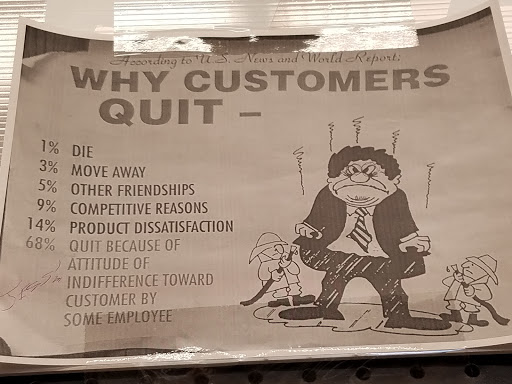 According to U.S. News and World Report:
WHY CUSTOMERS
QUIT –
1% DIE
3% MOVE AWAY
5% OTHER FRIENDSHIPS
9% COMPETITIVE REASONS
14% PRODUCT DISSATISFACTION
68% QUIT BECAUSE OF
ATTITUDE OF
INDIFFERENCE TOWARD
CUSTOMER BY
SOME EMPLOYEE